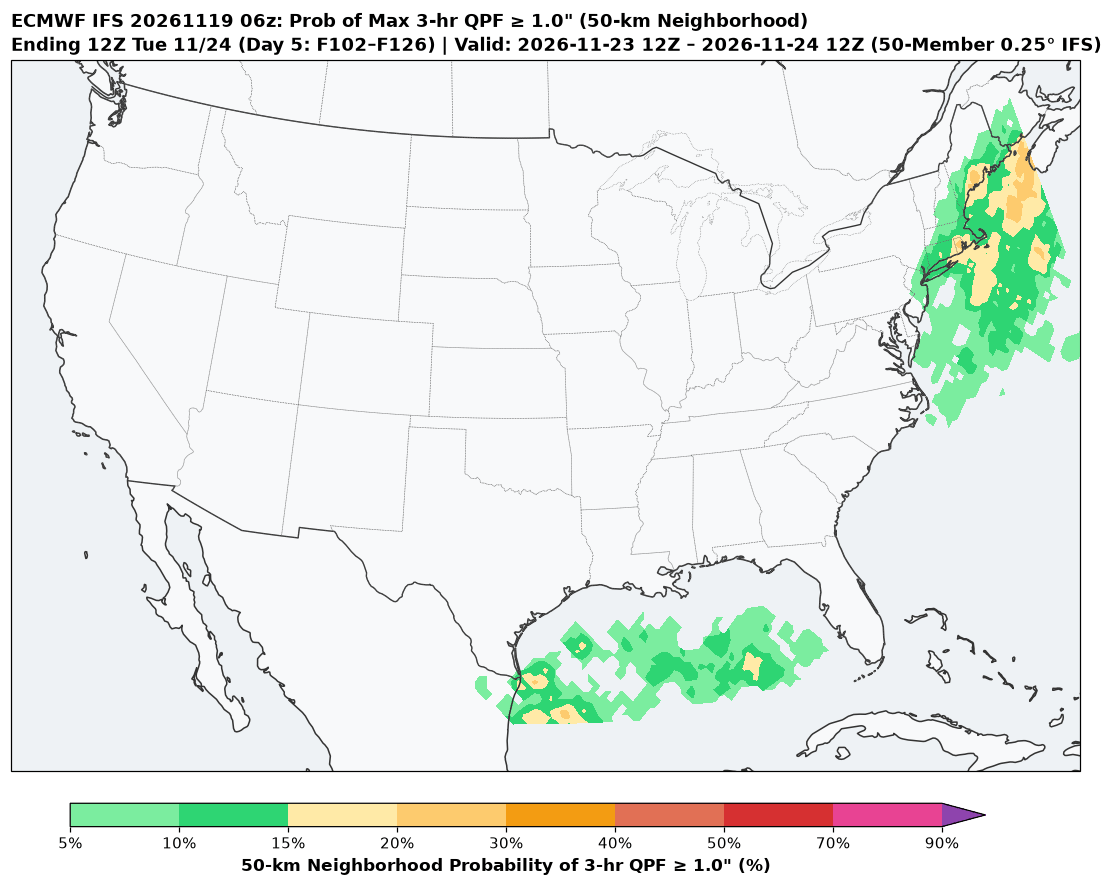 ECMWF IFS 20261119 06z: Prob of Max 3-hr QPF ≥ 1.0" (50-km Neighborhood)
Ending 12Z Tue 11/24 (Day 5: F102–F126) | Valid: 2026-11-23 12Z – 2026-11-24 12Z (50-Member 0.25° IFS)
5% 10% 15% 20% 30% 40% 50% 70% 90%
50-km Neighborhood Probability of 3-hr QPF ≥ 1.0" (%)